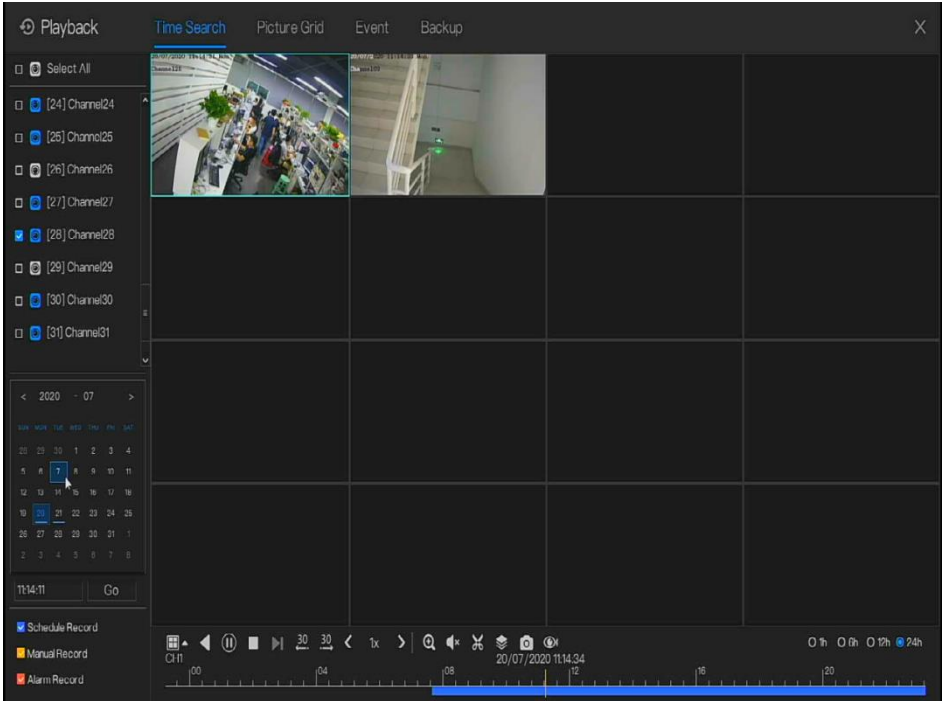 Playback Time Search Picture Grid Event Backup X
Select All
[24] Channel24
[25] Channel25
[26] Channel26
[27] Channel27
[28] Channel28
[29] Channel29
[30] Channel30
[31] Channel31
< 2020 - 07 >
SUN MON TUE WED THU FRI SAT
28 29 30 1 2 3 4
5 6 7 8 9 10 11
12 13 14 15 16 17 18
19 20 21 22 23 24 25
26 27 28 29 30 31 1
2 3 4 5 6 7 8
11:14:11 Go
Schedule Record
Manual Record
Alarm Record
30 30 1x
1h 6h 12h 24h
CH1 20/07/2020 11:14:34
00 04 08 12 16 20